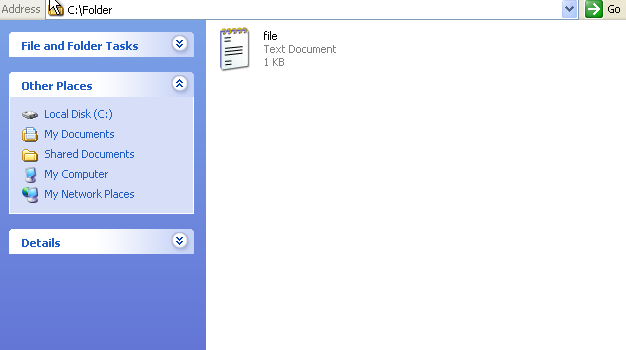 Address C:\Folder Go
File and Folder Tasks
Other Places
Local Disk (C:)
My Documents
Shared Documents
My Computer
My Network Places
Details
file
Text Document
1 KB